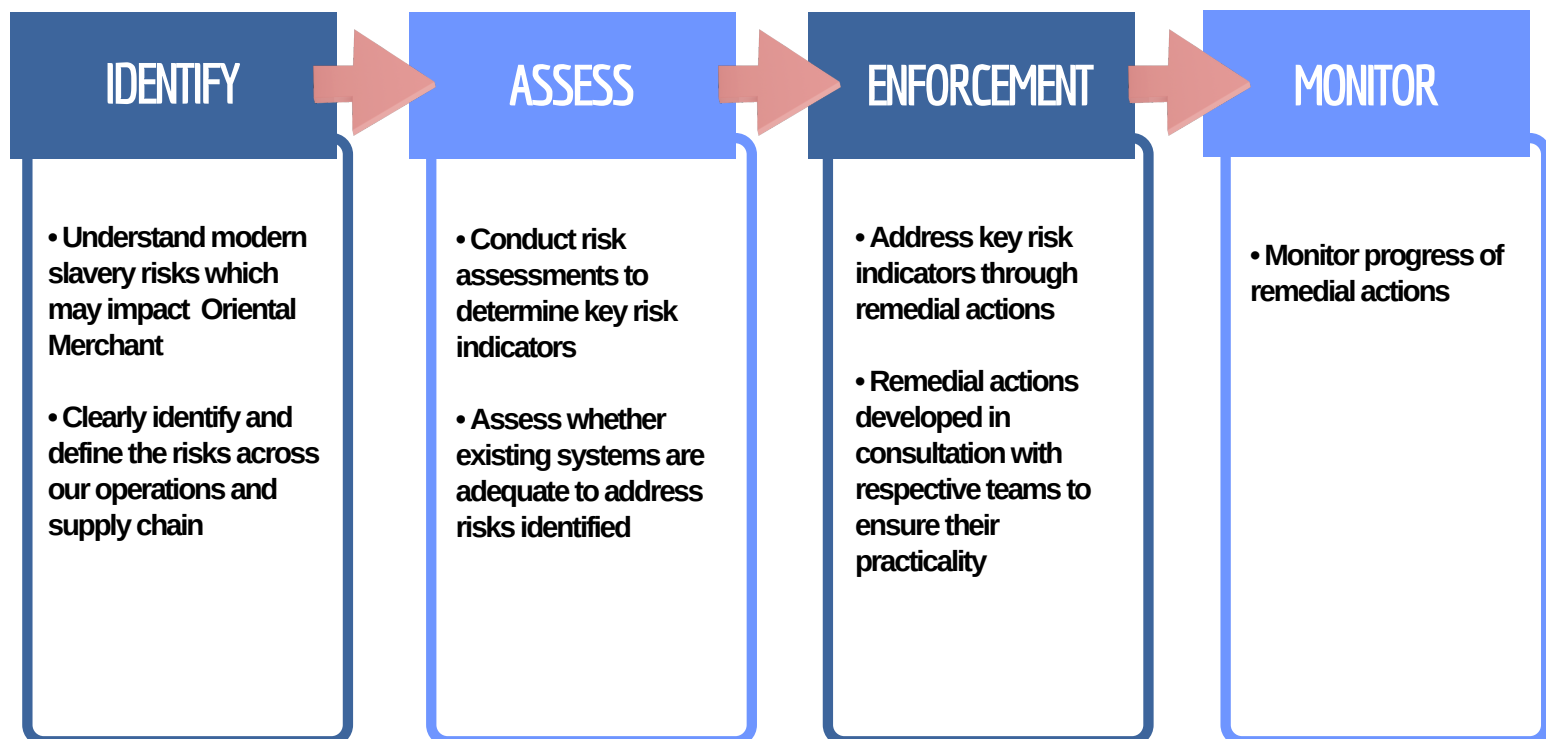 IDENTIFY
• Understand modern
slavery risks which
may impact  Oriental
Merchant
• Clearly identify and
define the risks across
our operations and
supply chain
ASSESS
• Conduct risk
assessments to
determine key risk
indicators
• Assess whether
existing systems are
adequate to address
risks identified
ENFORCEMENT
• Address key risk
indicators through
remedial actions
• Remedial actions
developed in
consultation with
respective teams to
ensure their
practicality
MONITOR
• Monitor progress of
remedial actions